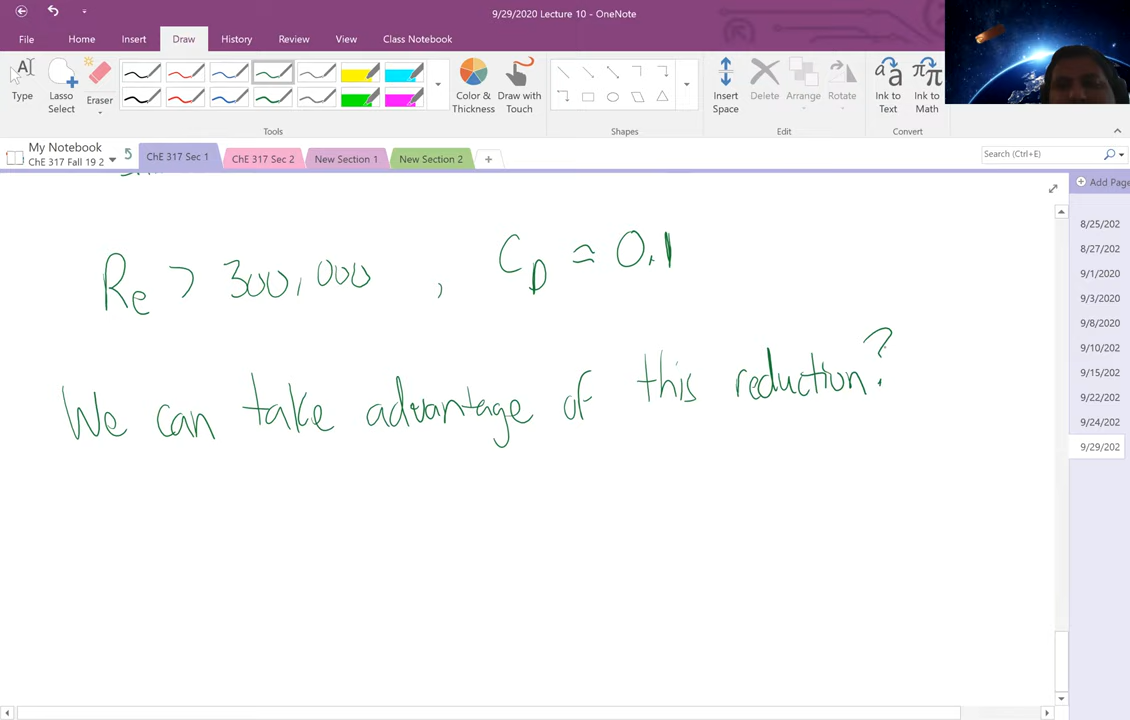 9/29/2020 Lecture 10 - OneNote
File Home Insert Draw History Review View Class Notebook
Type Lasso Select Eraser Color & Thickness Draw with Touch Insert Space Delete Arrange Rotate Ink to Text Ink to Math
Tools Shapes Edit Convert
My Notebook
ChE 317 Fall 19 2
ChE 317 Sec 1 ChE 317 Sec 2 New Section 1 New Section 2 +
Search (Ctrl+E)
Add Page
Re > 300,000 , CD ≈ 0.1
We can take advantage of this reduction?
8/25/202
8/27/202
9/1/2020
9/3/2020
9/8/2020
9/10/202
9/15/202
9/22/202
9/24/202
9/29/202